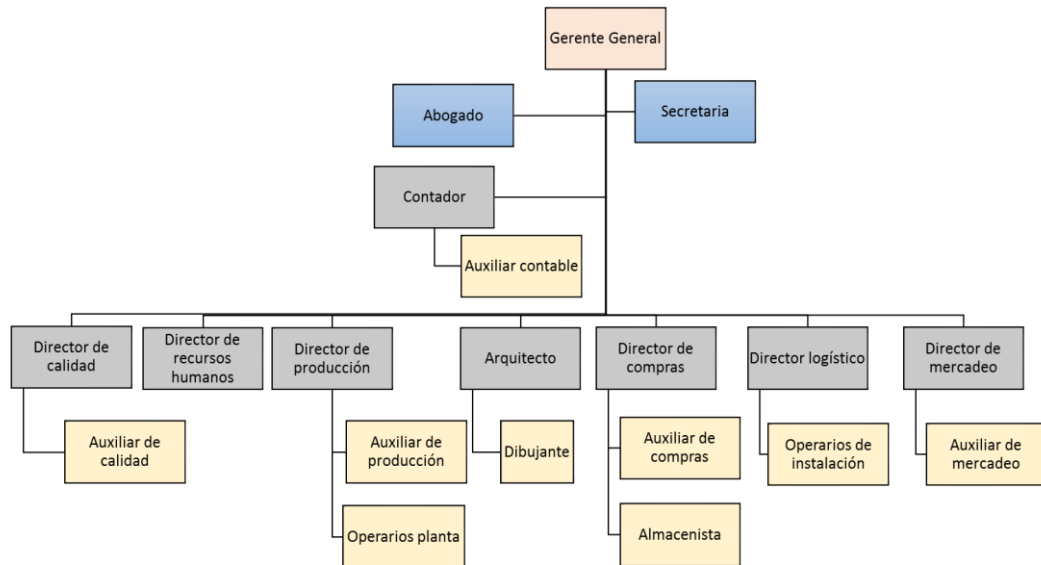 Gerente General
Abogado
Secretaria
Contador
Auxiliar contable
Director de
calidad
Director de
recursos
humanos
Director de
producción
Arquitecto
Director de
compras
Director logístico
Director de
mercadeo
Auxiliar de
calidad
Auxiliar de
producción
Dibujante
Auxiliar de
compras
Operarios de
instalación
Auxiliar de
mercadeo
Operarios planta
Almacenista